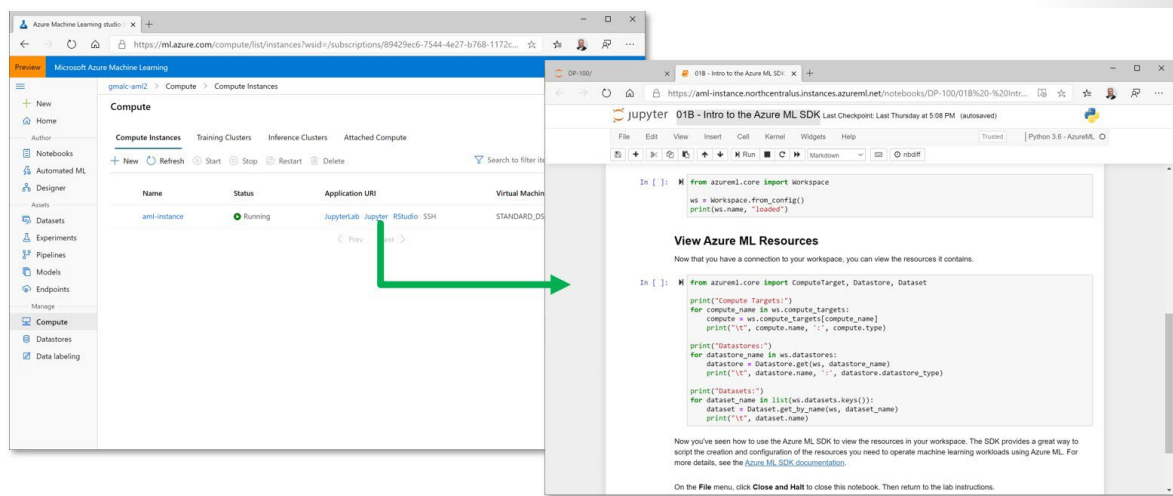 Azure Machine Learning studio
https://ml.azure.com/compute/list/instances?wsid=/subscriptions/89429ec6-7544-4e27-b768-1172c...
Preview Microsoft Azure Machine Learning
gmalc-aml2 > Compute > Compute Instances
New
Home
Author
Notebooks
Automated ML
Designer
Assets
Datasets
Experiments
Pipelines
Models
Endpoints
Manage
Compute
Datastores
Data labeling
Compute
Compute Instances Training Clusters Inference Clusters Attached Compute
New Refresh Start Stop Restart Delete Search to filter ite
Name Status Application URI Virtual Machin
aml-instance Running JupyterLab Jupyter RStudio SSH STANDARD_DS
< Prev
DP-100/ 01B - Intro to the Azure ML SDK
https://aml-instance.northcentralus.instances.azureml.net/notebooks/DP-100/01B%20-%20Intr...
jupyter 01B - Intro to the Azure ML SDK Last Checkpoint: Last Thursday at 5:08 PM (autosaved)
File Edit View Insert Cell Kernel Widgets Help Trusted Python 3.6 - AzureML
Run Markdown nbdiff
In [ ]: from azureml.core import Workspace
ws = Workspace.from_config()
print(ws.name, "loaded")
View Azure ML Resources
Now that you have a connection to your workspace, you can view the resources it contains.
In [ ]: from azureml.core import ComputeTarget, Datastore, Dataset
print("Compute Targets:")
for compute_name in ws.compute_targets:
compute = ws.compute_targets[compute_name]
print("\t", compute.name, ':', compute.type)
print("Datastores:")
for datastore_name in ws.datastores:
datastore = Datastore.get(ws, datastore_name)
print("\t", datastore.name, ':', datastore.datastore_type)
print("Datasets:")
for dataset_name in list(ws.datasets.keys()):
dataset = Dataset.get_by_name(ws, dataset_name)
print("\t", dataset.name)
Now you've seen how to use the Azure ML SDK to view the resources in your workspace. The SDK provides a great way to
script the creation and configuration of the resources you need to operate machine learning workloads using Azure ML. For
more details, see the Azure ML SDK documentation.
On the File menu, click Close and Halt to close this notebook. Then return to the lab instructions.